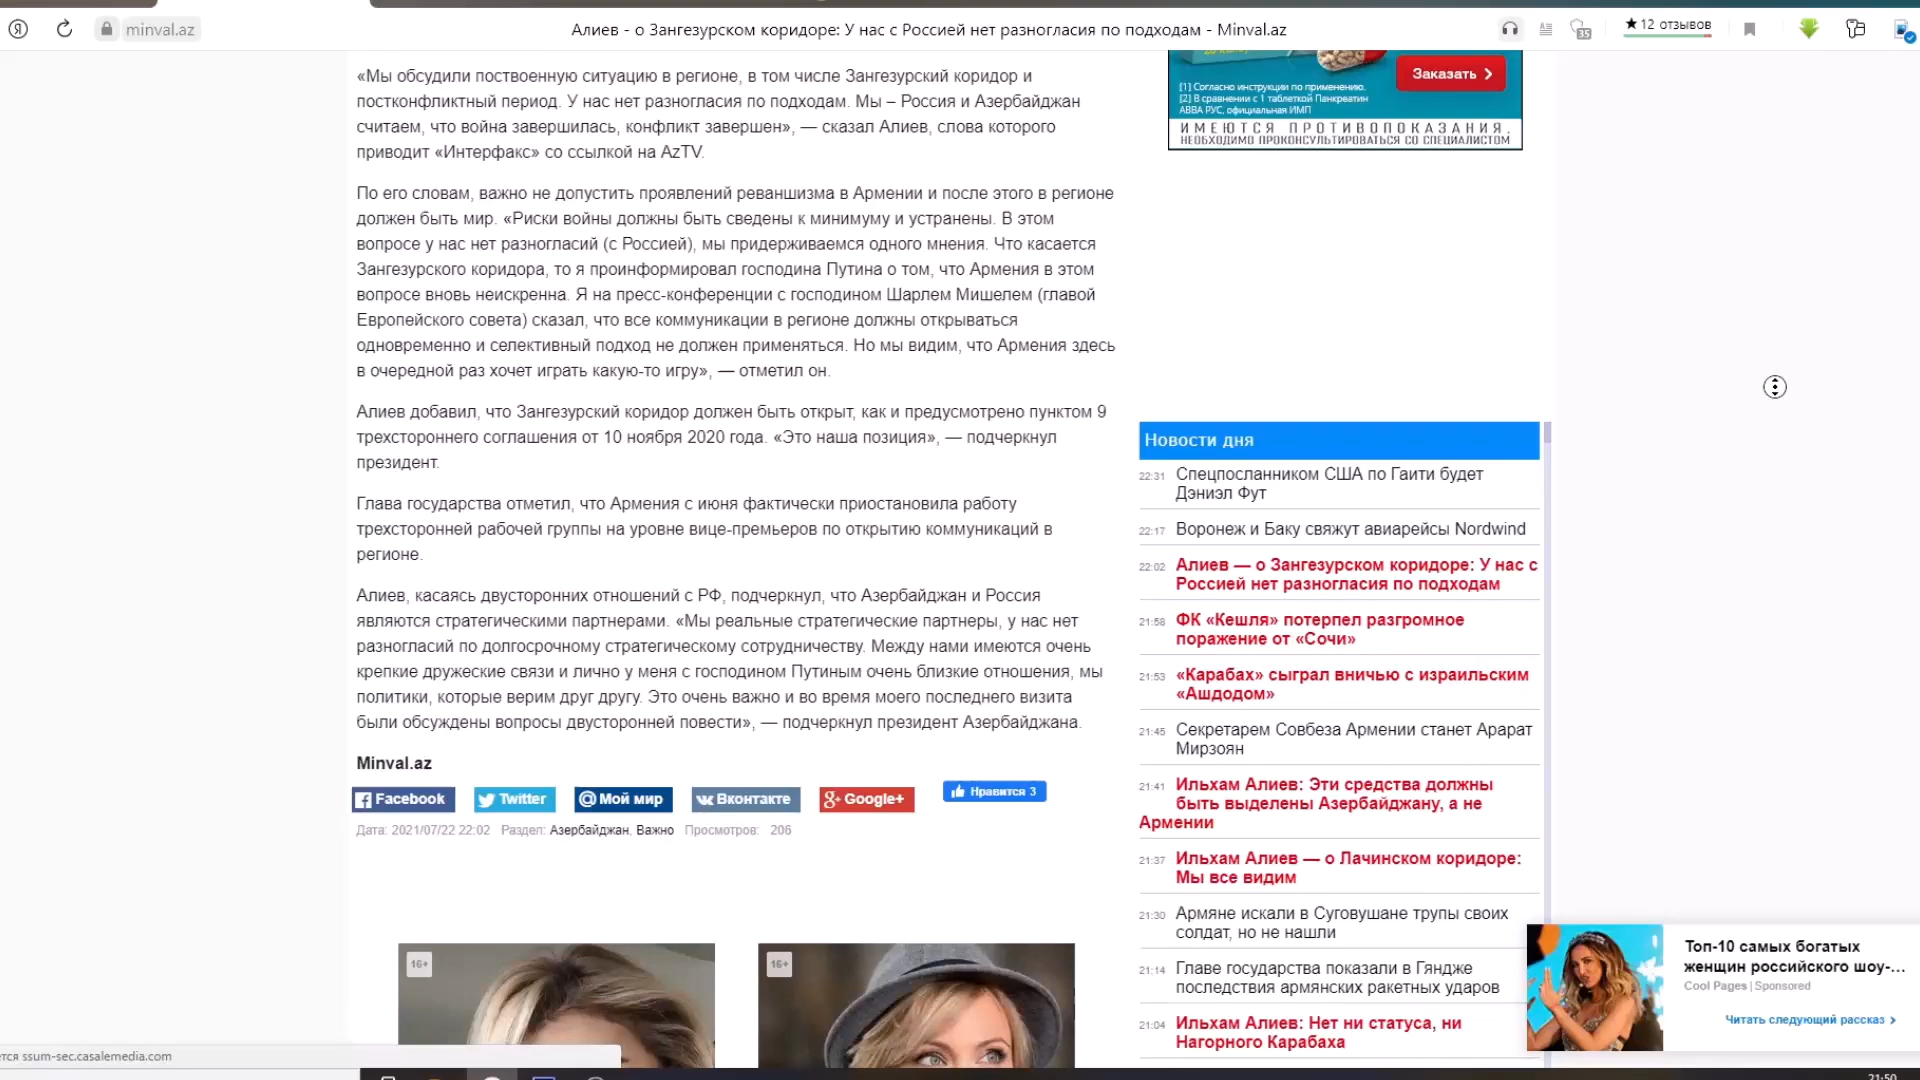 minval.az
Алиев - о Зангезурском коридоре: У нас с Россией нет разногласия по подходам - Minval.az
35
★ 12 отзывов
«Мы обсудили поствоенную ситуацию в регионе, в том числе Зангезурский коридор и
постконфликтный период. У нас нет разногласия по подходам. Мы – Россия и Азербайджан
считаем, что война завершилась, конфликт завершен», — сказал Алиев, слова которого
приводит «Интерфакс» со ссылкой на AzTV.
По его словам, важно не допустить проявлений реваншизма в Армении и после этого в регионе
должен быть мир. «Риски войны должны быть сведены к минимуму и устранены. В этом
вопросе у нас нет разногласий (с Россией), мы придерживаемся одного мнения. Что касается
Зангезурского коридора, то я проинформировал господина Путина о том, что Армения в этом
вопросе вновь неискренна. Я на пресс-конференции с господином Шарлем Мишелем (главой
Европейского совета) сказал, что все коммуникации в регионе должны открываться
одновременно и селективный подход не должен применяться. Но мы видим, что Армения здесь
в очередной раз хочет играть какую-то игру», — отметил он.
Алиев добавил, что Зангезурский коридор должен быть открыт, как и предусмотрено пунктом 9
трехстороннего соглашения от 10 ноября 2020 года. «Это наша позиция», — подчеркнул
президент.
Глава государства отметил, что Армения с июня фактически приостановила работу
трехсторонней рабочей группы на уровне вице-премьеров по открытию коммуникаций в
регионе.
Алиев, касаясь двусторонних отношений с РФ, подчеркнул, что Азербайджан и Россия
являются стратегическими партнерами. «Мы реальные стратегические партнеры, у нас нет
разногласий по долгосрочному стратегическому сотрудничеству. Между нами имеются очень
крепкие дружеские связи и лично у меня с господином Путиным очень близкие отношения, мы
политики, которые верим друг другу. Это очень важно и во время моего последнего визита
были обсуждены вопросы двусторонней повести», — подчеркнул президент Азербайджана.
Minval.az
Facebook Twitter Мой мир Вконтакте Google+ Нравится 3
Дата: 2021/07/22 22:02 Раздел: Азербайджан, Важно Просмотров: 206
16+
16+
Заказать
[1] Согласно инструкции по применению.
[2] В сравнении с 1 таблеткой Панкреатин
АВВА РУС, официальная ИМП
ИМЕЮТСЯ ПРОТИВОПОКАЗАНИЯ.
НЕОБХОДИМО ПРОКОНСУЛЬТИРОВАТЬСЯ СО СПЕЦИАЛИСТОМ
Новости дня
22:31 Спецпосланником США по Гаити будет
Дэниэл Фут
22:17 Воронеж и Баку свяжут авиарейсы Nordwind
22:02 Алиев — о Зангезурском коридоре: У нас с
Россией нет разногласия по подходам
21:58 ФК «Кешля» потерпел разгромное
поражение от «Сочи»
21:53 «Карабах» сыграл вничью с израильским
«Ашдодом»
21:45 Секретарем Совбеза Армении станет Арарат
Мирзоян
21:41 Ильхам Алиев: Эти средства должны
быть выделены Азербайджану, а не
Армении
21:37 Ильхам Алиев — о Лачинском коридоре:
Мы все видим
21:30 Армяне искали в Суговушане трупы своих
солдат, но не нашли
21:14 Главе государства показали в Гяндже
последствия армянских ракетных ударов
21:04 Ильхам Алиев: Нет ни статуса, ни
Нагорного Карабаха
Топ-10 самых богатых
женщин российского шоу-...
Cool Pages | Sponsored
Читать следующий рассказ
ется ssum-sec.casalemedia.com
21:50